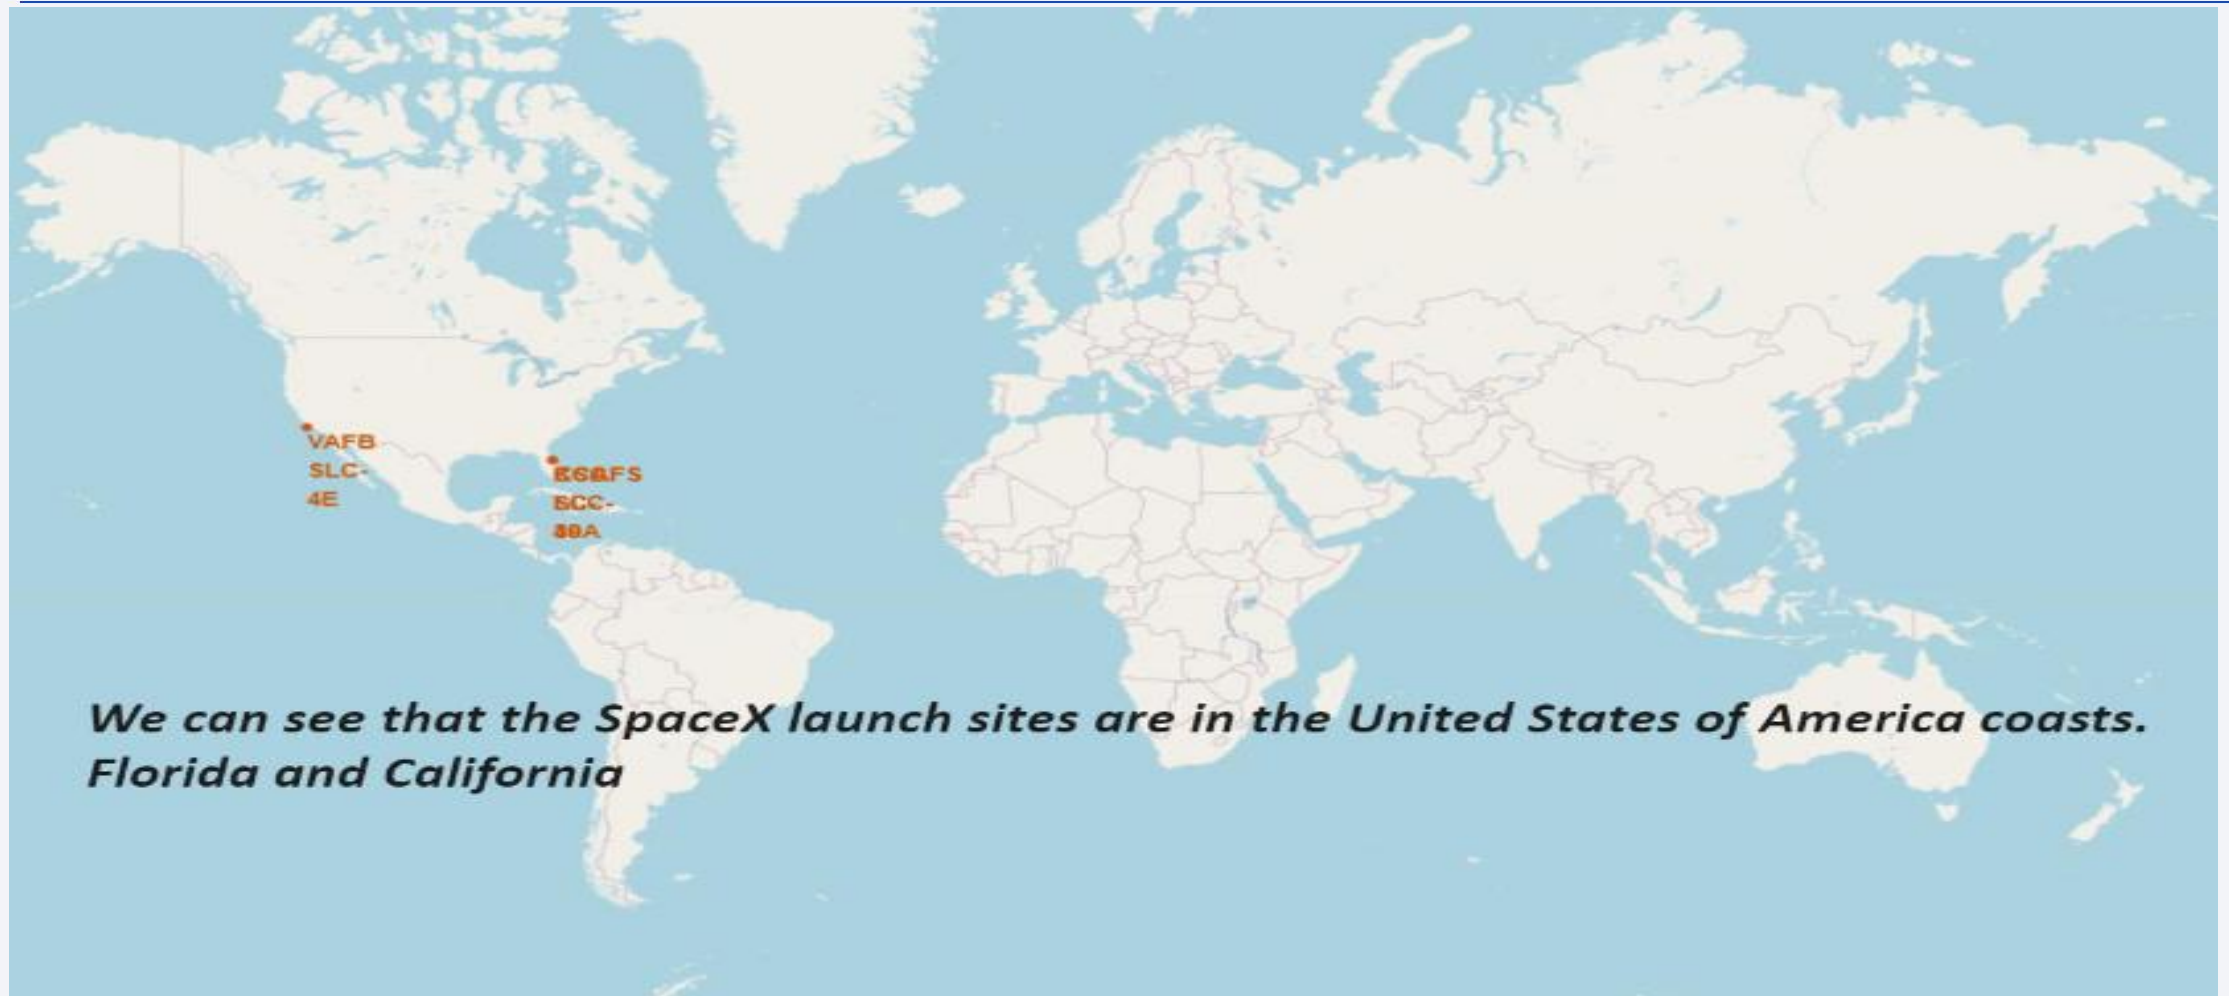 VAFB
SLC-
4E
We can see that the SpaceX launch sites are in the United States of America coasts.
Florida and California